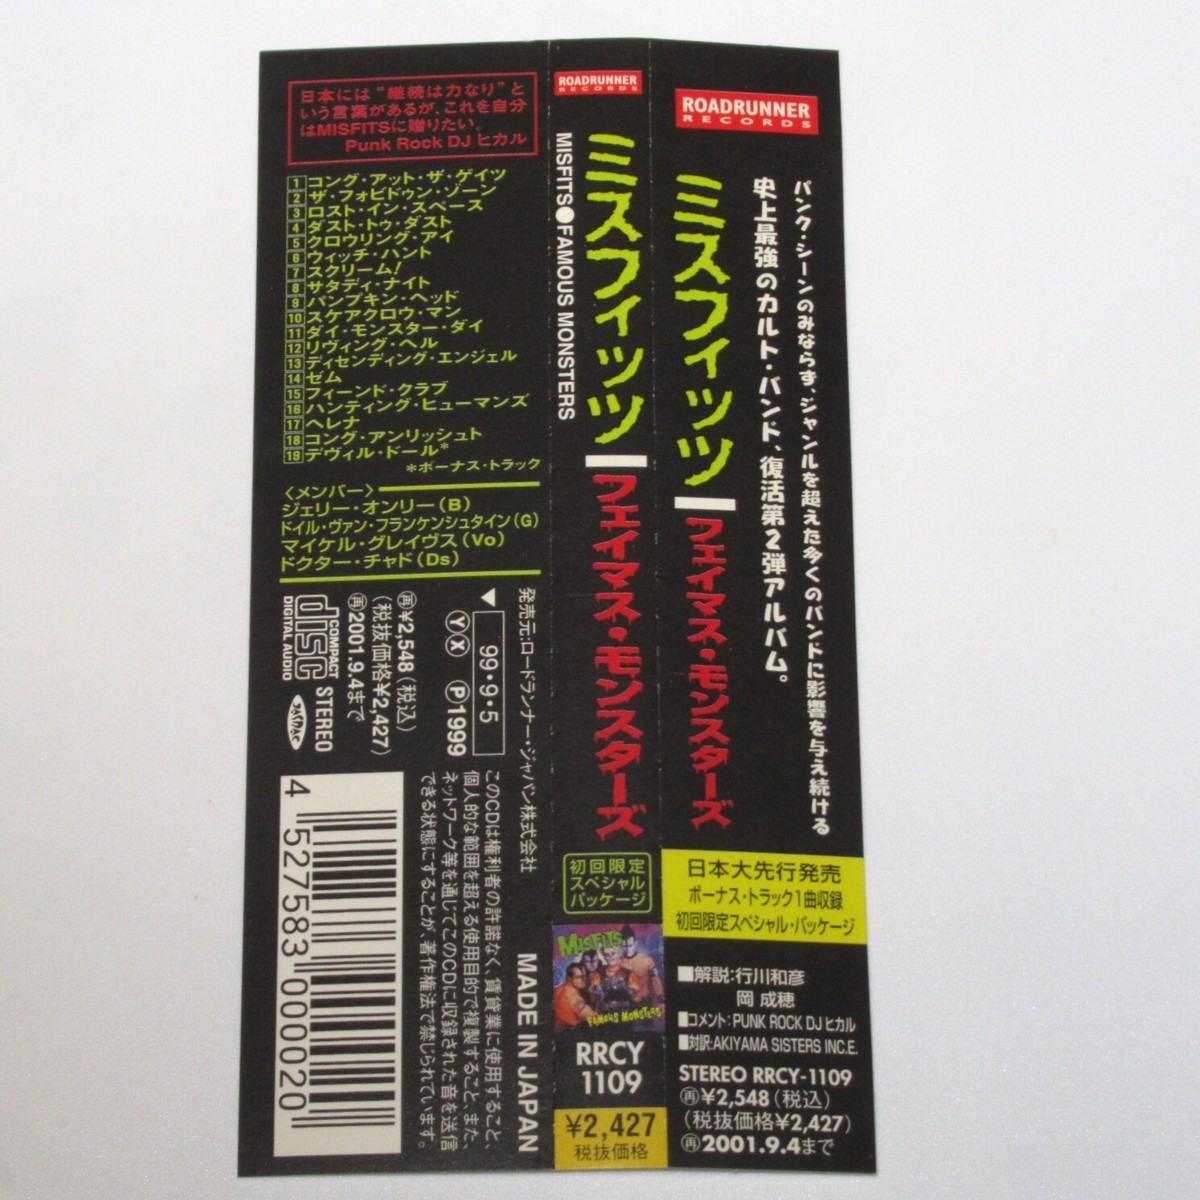 日本には“継続は力なり”と
いう言葉があるが、これを自分
はMISFITSに贈りたい。
Punk Rock DJ ヒカル
1 コング・アット・ザ・ゲイツ
2 ザ・フォビドゥン・ゾーン
3 ロスト・イン・スペース
4 ダスト・トゥ・ダスト
5 クロウリング・アイ
6 ウィッチ・ハント
7 スクリーム!
8 サタディ・ナイト
9 パンプキン・ヘッド
10 スケアクロウ・マン
11 ダイ・モンスター・ダイ
12 リヴィング・ヘル
13 ディセンディング・エンジェル
14 ゼム
15 フィーンド・クラブ
16 ハンティング・ヒューマンズ
17 ヘレナ
18 コング・アンリッシュト
19 デヴィル・ドール*
*ボーナス・トラック
〈メンバー〉
ジェリー・オンリー(B)
ドイル・ヴァン・フランケンシュタイン(G)
マイケル・グレイヴス(Vo)
ドクター・チャド(Ds)
発売元:ロードランナー・ジャパン株式会社
99・9・5
YX P1999
再¥2,548(税込)
(税抜価格¥2,427)
再2001.9.4まで
COMPACT
disc
DIGITAL AUDIO
STEREO
JASRAC
このCDは権利者の許諾なく、賃貸業に使用すること、
個人的な範囲を超える使用目的で複製すること、また、
ネットワーク等を通じてこのCDに収録された音を送信
できる状態にすることが、著作権法で禁じられています。
MADE IN JAPAN
4 527583 000020
ROADRUNNER
RECORDS
MISFITS●FAMOUS MONSTERS
ミスフィッツ
フェイマス・モンスターズ
初回限定
スペシャル
パッケージ
MISFITS
FAMOUS MONSTERS
RRCY
1109
¥2,427
税抜価格
ROADRUNNER
RECORDS
パンク・シーンのみならず、ジャンルを超えた多くのバンドに影響を与え続ける
史上最強のカルト・バンド、復活第2弾アルバム。
ミスフィッツ
フェイマス・モンスターズ
日本大先行発売
ボーナス・トラック1曲収録
初回限定スペシャル・パッケージ
■解説:行川和彦
岡 成穂
■コメント:PUNK ROCK DJ ヒカル
■対訳:AKIYAMA SISTERS INC.E.
STEREO RRCY-1109
再¥2,548(税込)
(税抜価格¥2,427)
再2001.9.4まで